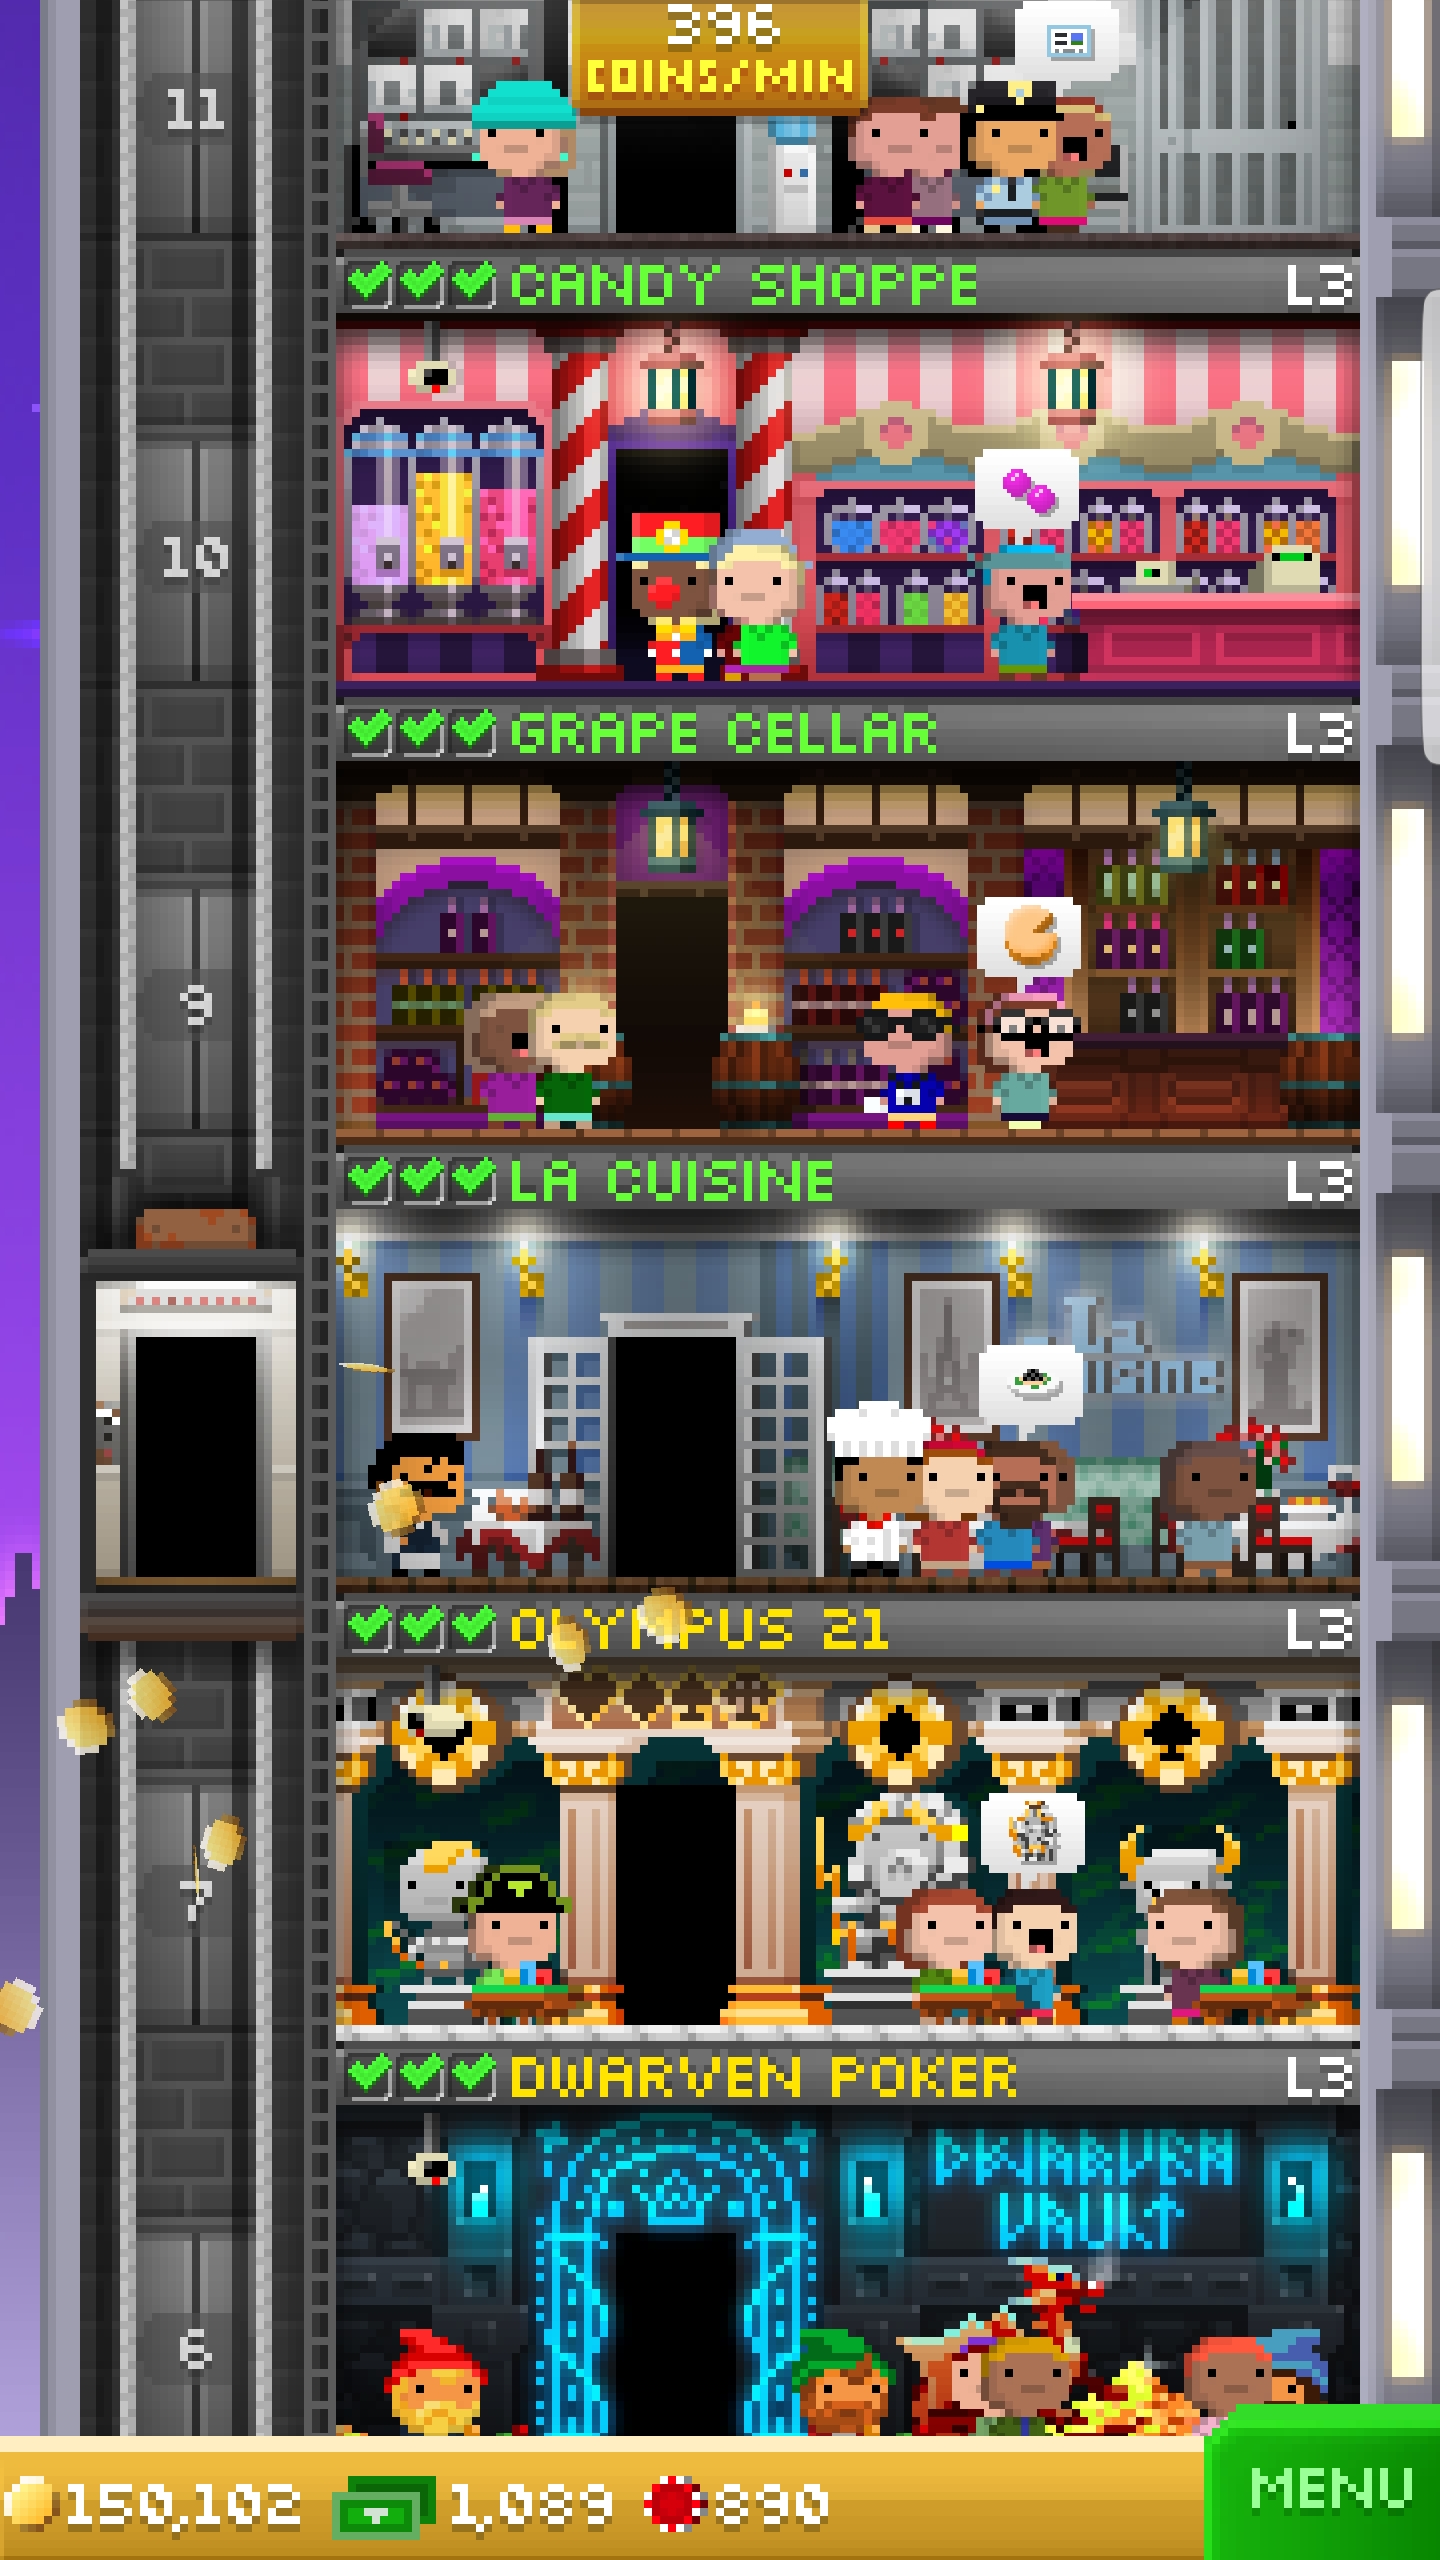 396
COINS/MIN
11
CANDY SHOPPE L3
10
GRAPE CELLAR L3
9
LA CUISINE L3
La
uisine
OLYMPUS 21 L3
7
DWARVEN POKER L3
DWARVEN
VAULT
6
150,102 1,089 890
MENU